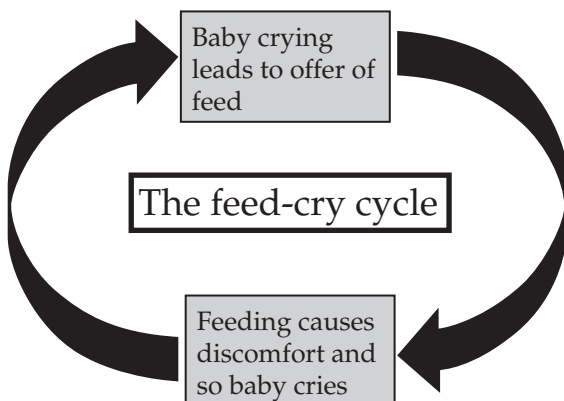 Baby crying
leads to offer of
feed
The feed-cry cycle
Feeding causes
discomfort and
so baby cries